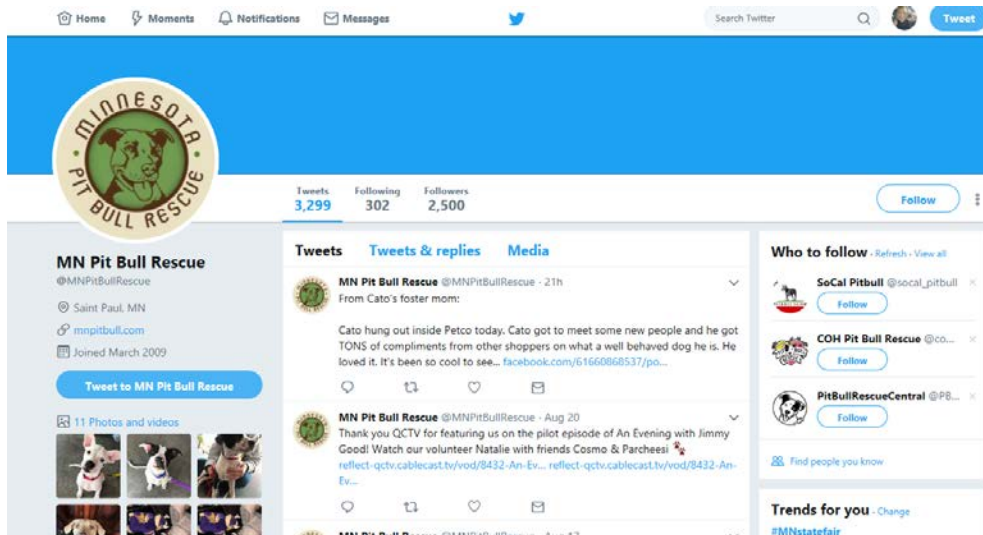 Home Moments Notifications Messages Search Twitter Tweet
MINNESOTA
PIT BULL RESCUE
Tweets Following Followers
3,299 302 2,500
Follow
MN Pit Bull Rescue
@MNPitBullRescue
Saint Paul, MN
mnpitbull.com
Joined March 2009
Tweet to MN Pit Bull Rescue
11 Photos and videos
Tweets Tweets & replies Media
MN Pit Bull Rescue @MNPitBullRescue · 21h
From Cato's foster mom:
Cato hung out inside Petco today. Cato got to meet some new people and he got
TONS of compliments from other shoppers on what a well behaved dog he is. He
loved it. It's been so cool to see... facebook.com/61660868537/po...
MN Pit Bull Rescue @MNPitBullRescue · Aug 20
Thank you QCTV for featuring us on the pilot episode of An Evening with Jimmy
Good! Watch our volunteer Natalie with friends Cosmo & Parcheesi 🐾
reflect-qctv.cablecast.tv/vod/8432-An-Ev... reflect-qctv.cablecast.tv/vod/8432-An-
Ev...
MN Pit Bull Rescue @MNPitBullRescue · Aug 17
Who to follow · Refresh · View all
SoCal Pitbull @socal_pitbull
Follow
COH Pit Bull Rescue @co...
Follow
PitBullRescueCentral @PB...
Follow
Find people you know
Trends for you · Change
#MNstatefair